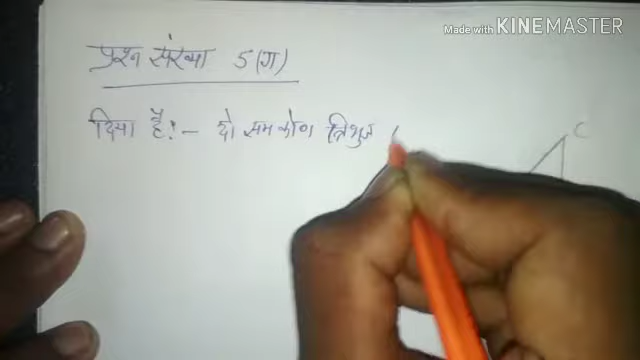 Made with KINEMASTER
प्रश्न संख्या 5(ग)
दिया है:- दो समकोण त्रिभुज
C